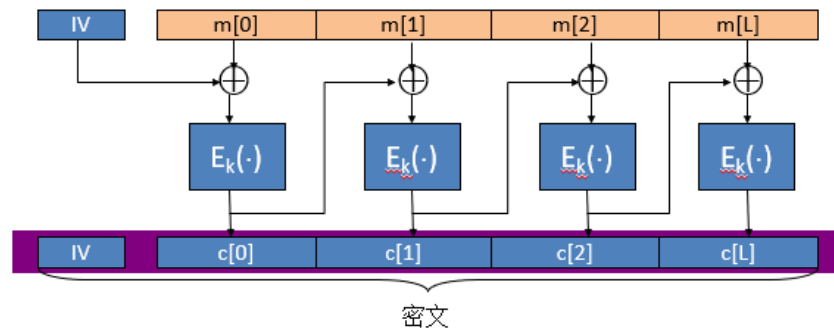 IV m[0] m[1] m[2] m[L]
Eₖ(·) Eₖ(·) Eₖ(·) Eₖ(·)
IV c[0] c[1] c[2] c[L]
密文